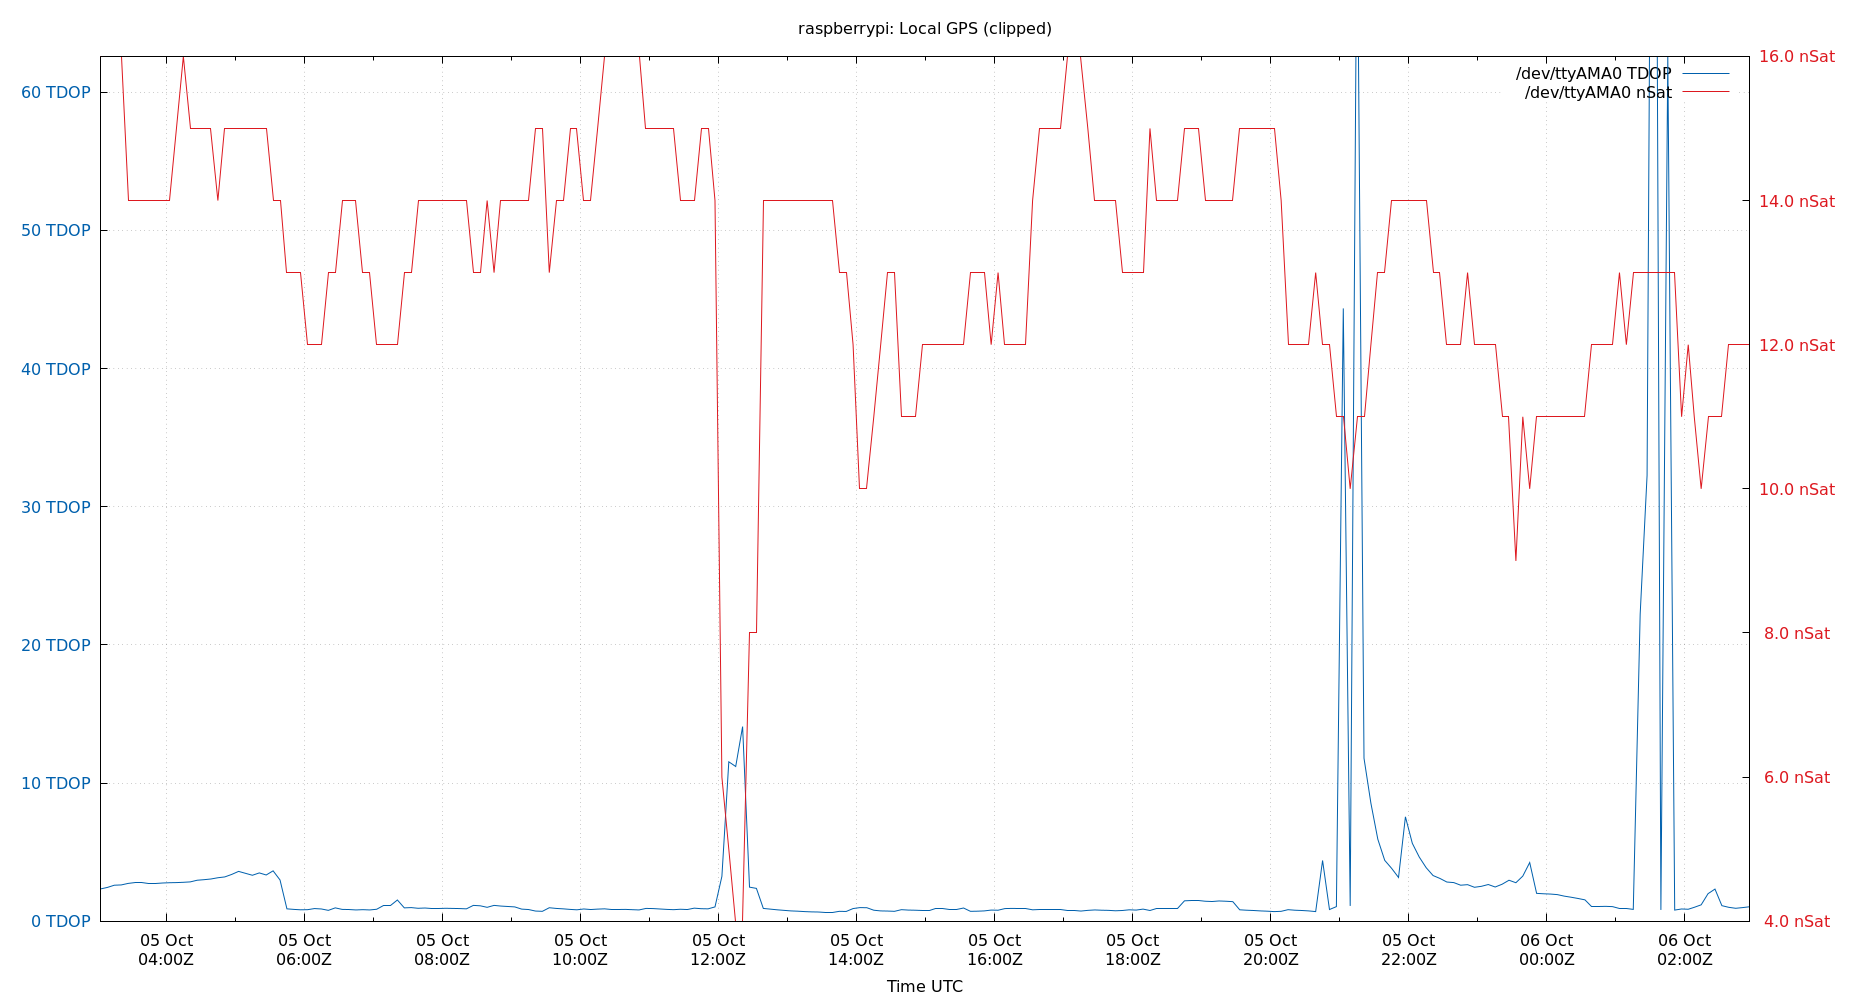 raspberrypi: Local GPS (clipped)
/dev/ttyAMA0 TDOP
/dev/ttyAMA0 nSat
60 TDOP
50 TDOP
40 TDOP
30 TDOP
20 TDOP
10 TDOP
0 TDOP
16.0 nSat
14.0 nSat
12.0 nSat
10.0 nSat
8.0 nSat
6.0 nSat
4.0 nSat
05 Oct
04:00Z
05 Oct
06:00Z
05 Oct
08:00Z
05 Oct
10:00Z
05 Oct
12:00Z
05 Oct
14:00Z
05 Oct
16:00Z
05 Oct
18:00Z
05 Oct
20:00Z
05 Oct
22:00Z
06 Oct
00:00Z
06 Oct
02:00Z
Time UTC